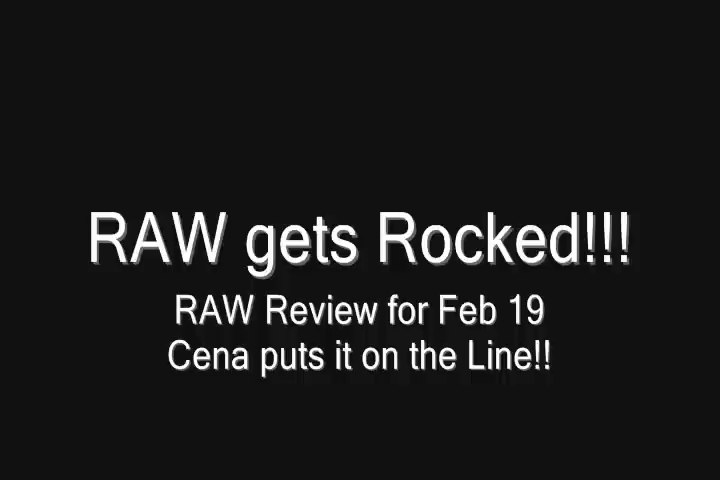 RAW gets Rocked!!!
RAW Review for Feb 19
Cena puts it on the Line!!